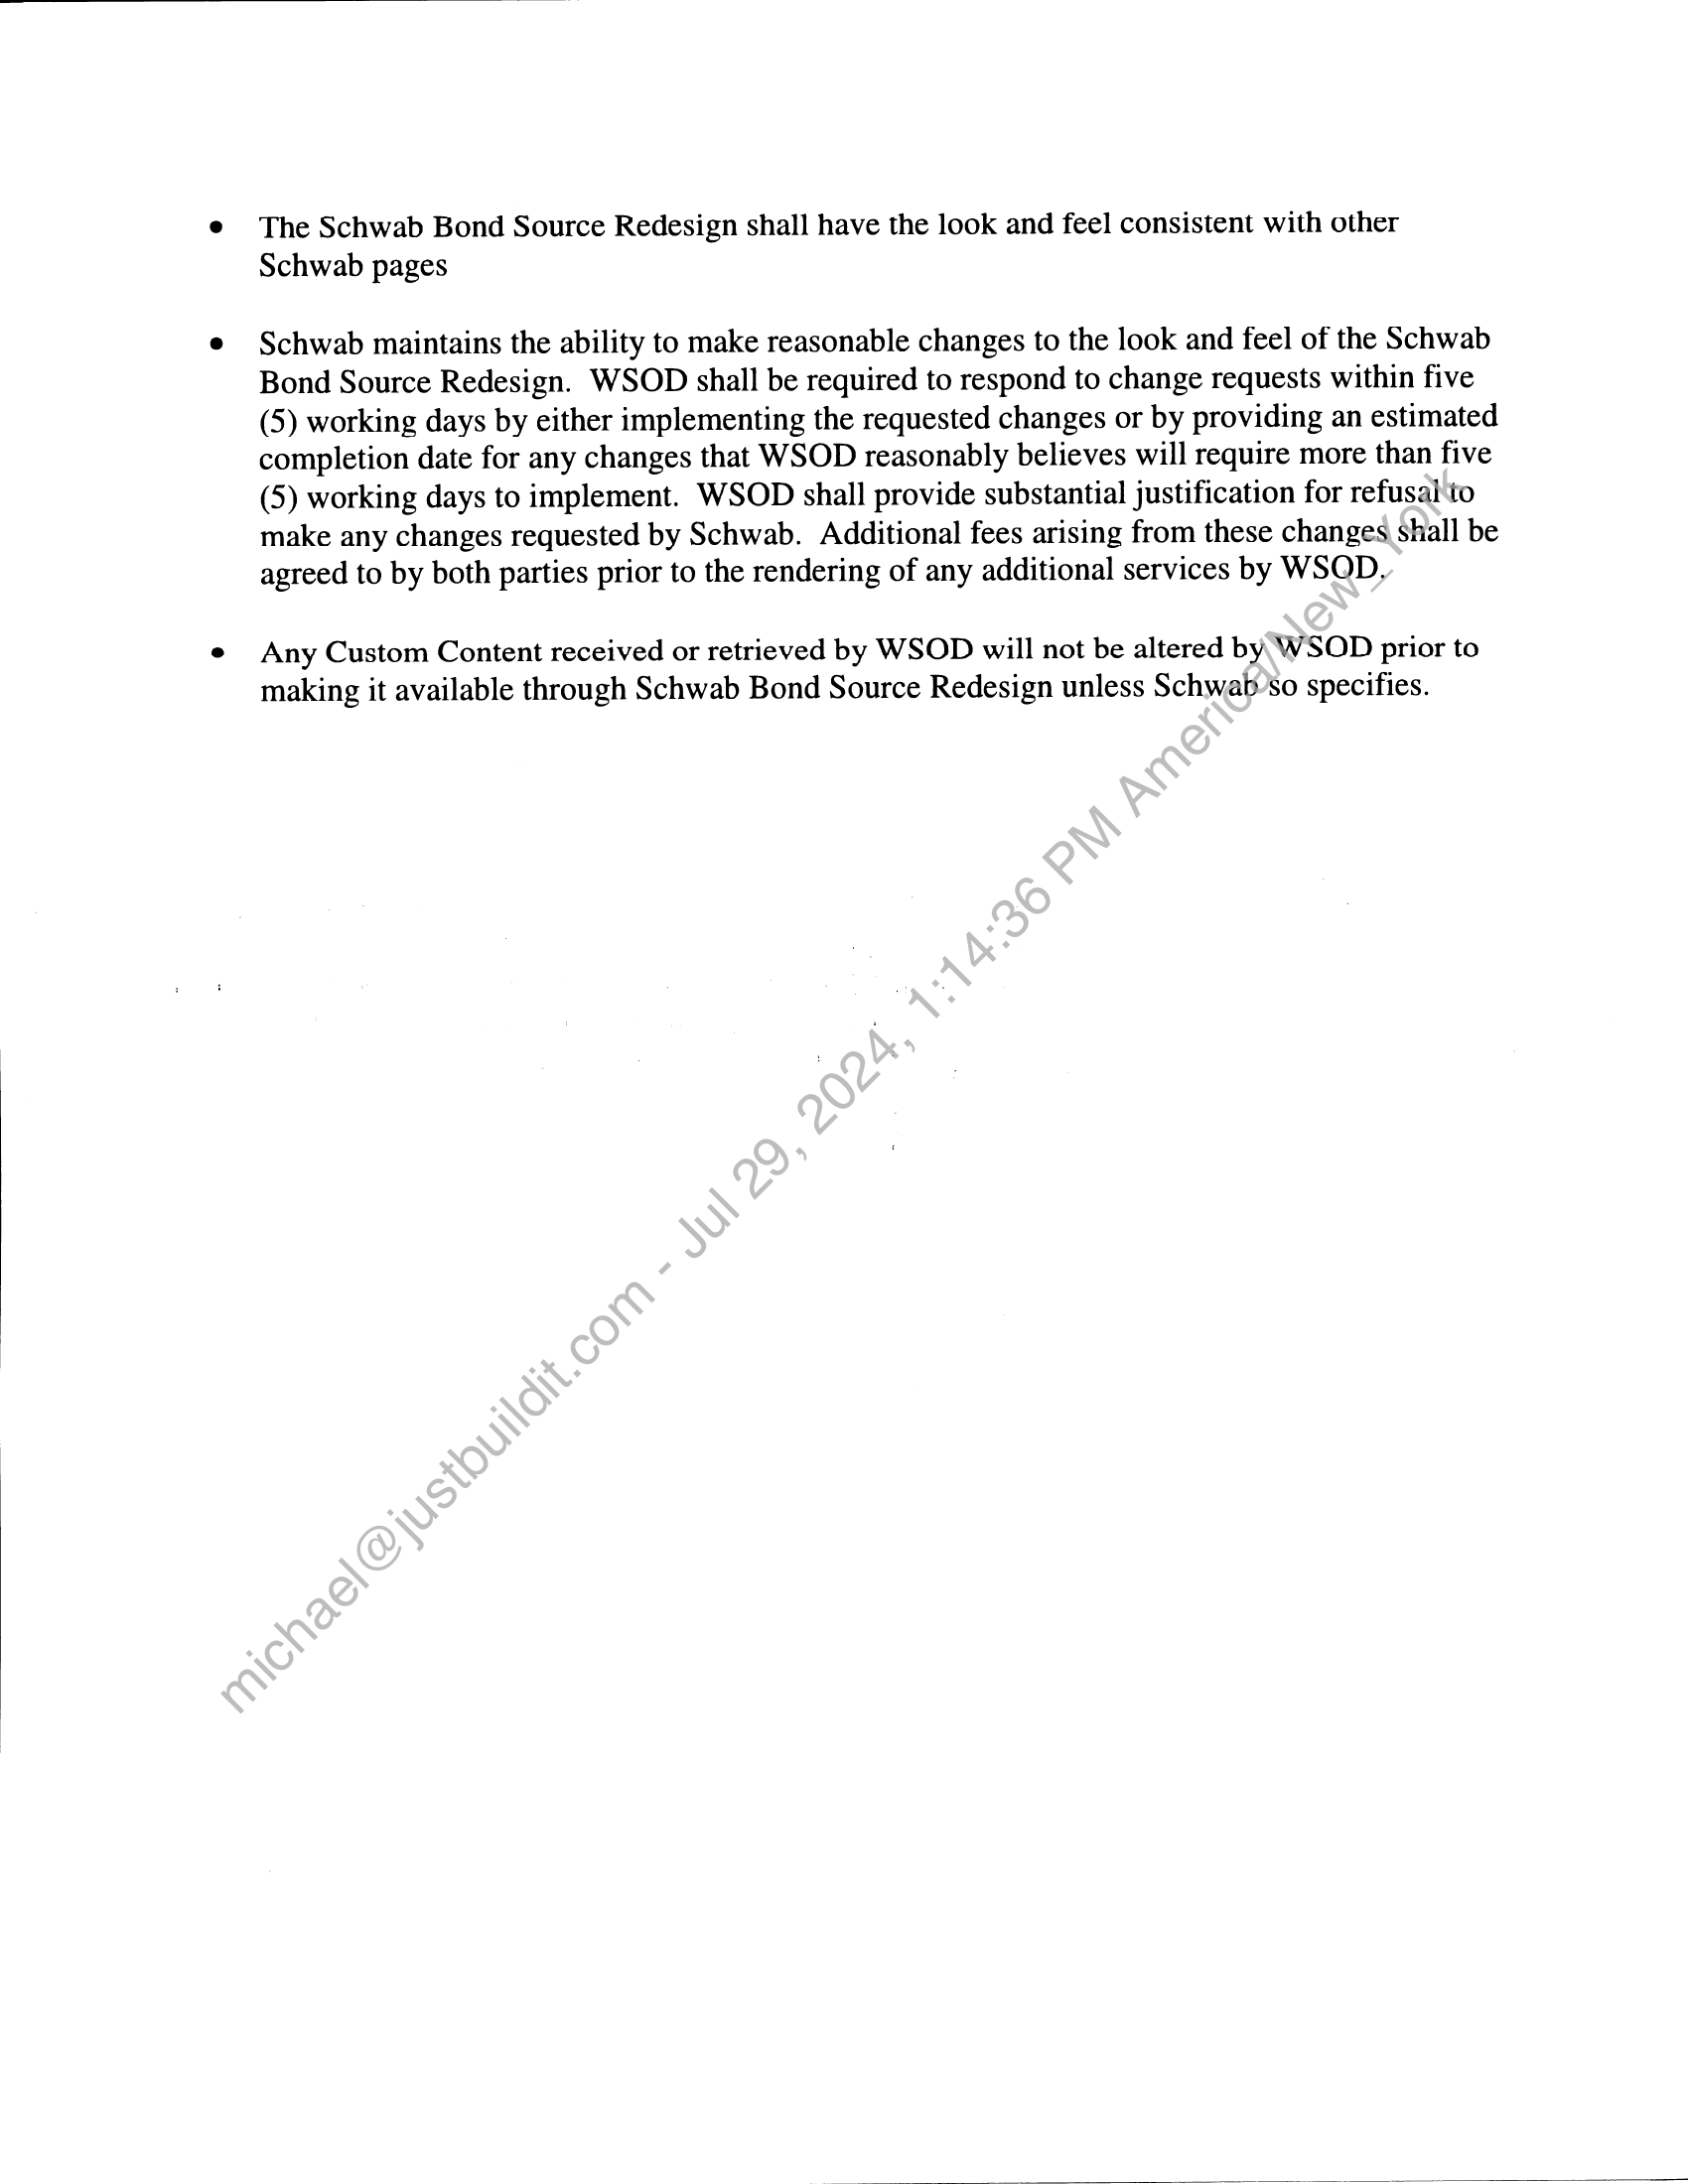 • The Schwab Bond Source Redesign shall have the look and feel consistent with other
Schwab pages
• Schwab maintains the ability to make reasonable changes to the look and feel of the Schwab
Bond Source Redesign.  WSOD shall be required to respond to change requests within five
(5) working days by either implementing the requested changes or by providing an estimated
completion date for any changes that WSOD reasonably believes will require more than five
(5) working days to implement.  WSOD shall provide substantial justification for refusal to
make any changes requested by Schwab.  Additional fees arising from these changes shall be
agreed to by both parties prior to the rendering of any additional services by WSOD.
• Any Custom Content received or retrieved by WSOD will not be altered by WSOD prior to
making it available through Schwab Bond Source Redesign unless Schwab so specifies.
michael@justbuildit.com - Jul 29, 2024, 1:14:36 PM America/New_York